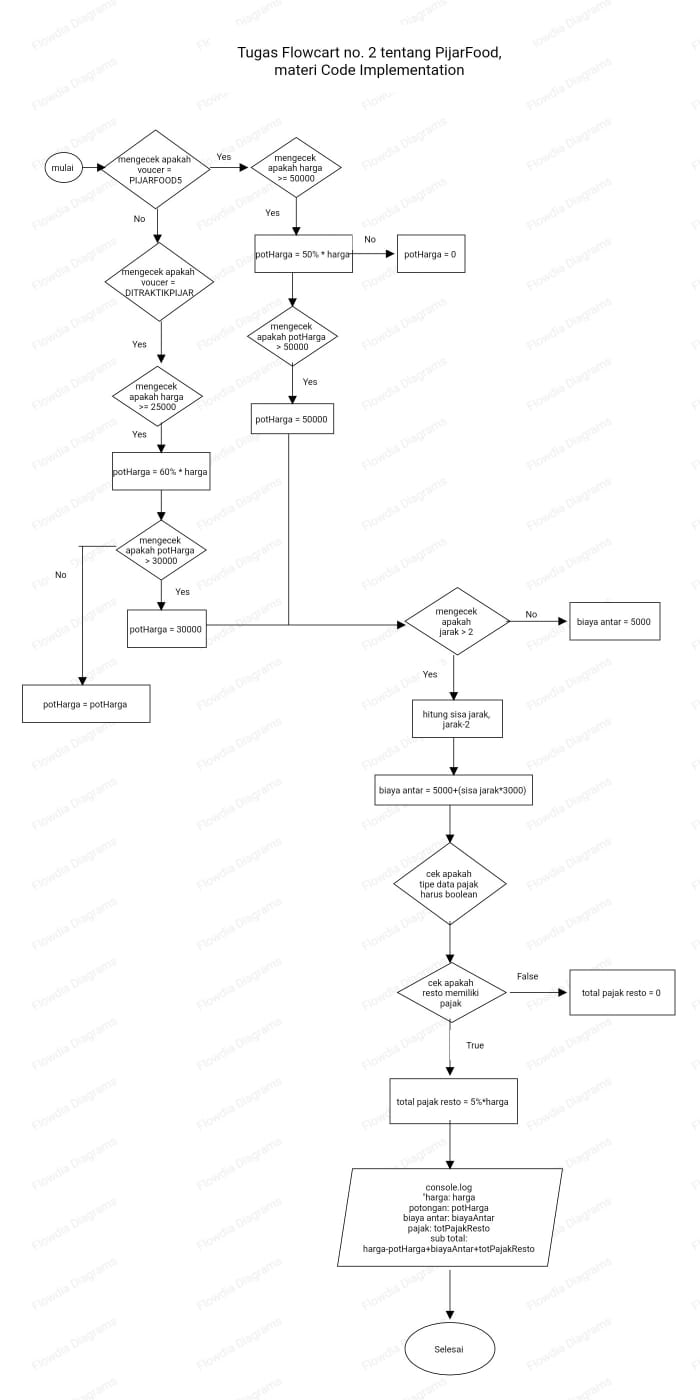 Tugas Flowcart no. 2 tentang PijarFood,
materi Code Implementation
mulai
mengecek apakah
voucer =
PIJARFOOD5
Yes
mengecek
apakah harga
>= 50000
No
Yes
potHarga = 50% * harga
No
potHarga = 0
mengecek apakah
voucer =
DITRAKTIKPIJAR
Yes
mengecek
apakah potHarga
> 50000
Yes
mengecek
apakah harga
>= 25000
Yes
potHarga = 50000
potHarga = 60% * harga
mengecek
apakah potHarga
> 30000
No
Yes
potHarga = 30000
mengecek
apakah
jarak > 2
No
biaya antar = 5000
Yes
potHarga = potHarga
hitung sisa jarak,
jarak-2
biaya antar = 5000+(sisa jarak*3000)
cek apakah
tipe data pajak
harus boolean
cek apakah
resto memiliki
pajak
False
total pajak resto = 0
True
total pajak resto = 5%*harga
console.log
"harga: harga
potongan: potHarga
biaya antar: biayaAntar
pajak: totPajakResto
sub total:
harga-potHarga+biayaAntar+totPajakResto
Selesai
Flowdia Diagrams